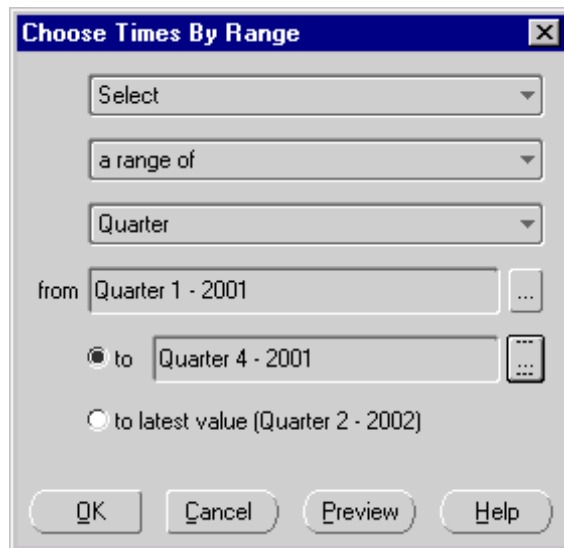 Choose Times By Range
Select
a range of
Quarter
from Quarter 1 - 2001 ...
to Quarter 4 - 2001 ...
to latest value (Quarter 2 - 2002)
OK Cancel Preview Help